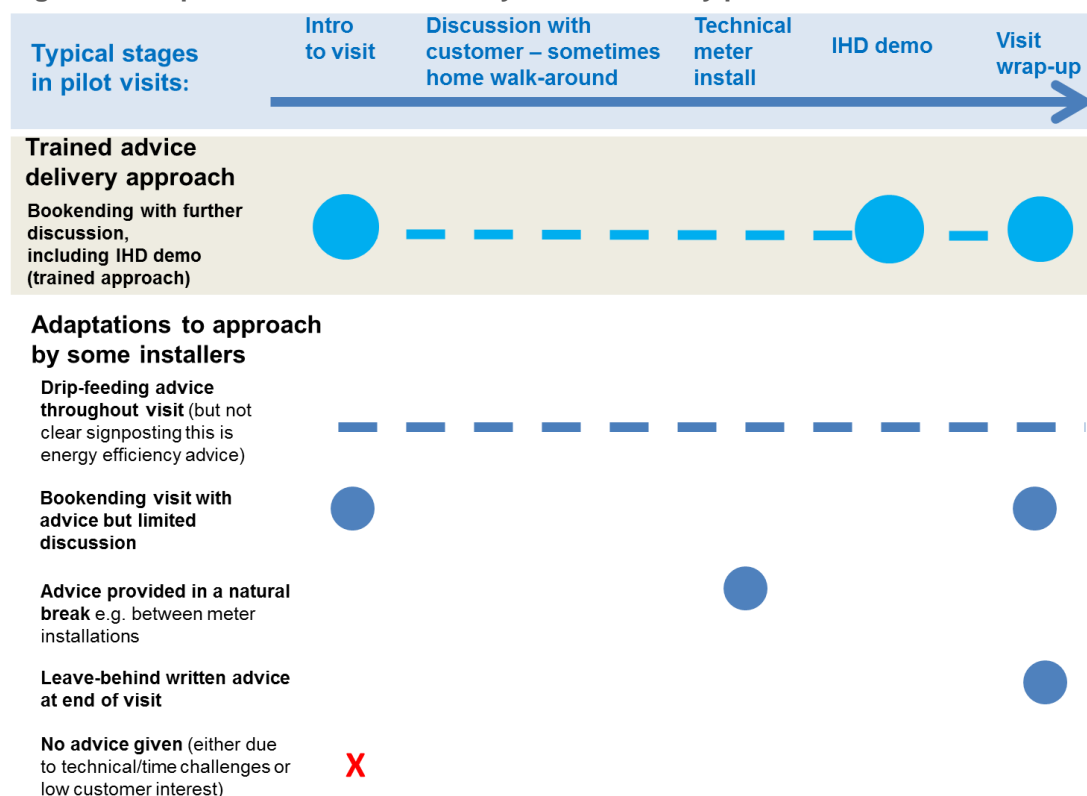 Typical stages
in pilot visits:
Intro
to visit
Discussion with
customer – sometimes
home walk-around
Technical
meter
install
IHD demo
Visit
wrap-up
Trained advice
delivery approach
Bookending with further
discussion,
including IHD demo
(trained approach)
Adaptations to approach
by some installers
Drip-feeding advice
throughout visit (but not
clear signposting this is
energy efficiency advice)
Bookending visit with
advice but limited
discussion
Advice provided in a natural
break e.g. between meter
installations
Leave-behind written advice
at end of visit
No advice given (either due
to technical/time challenges or
low customer interest)
X